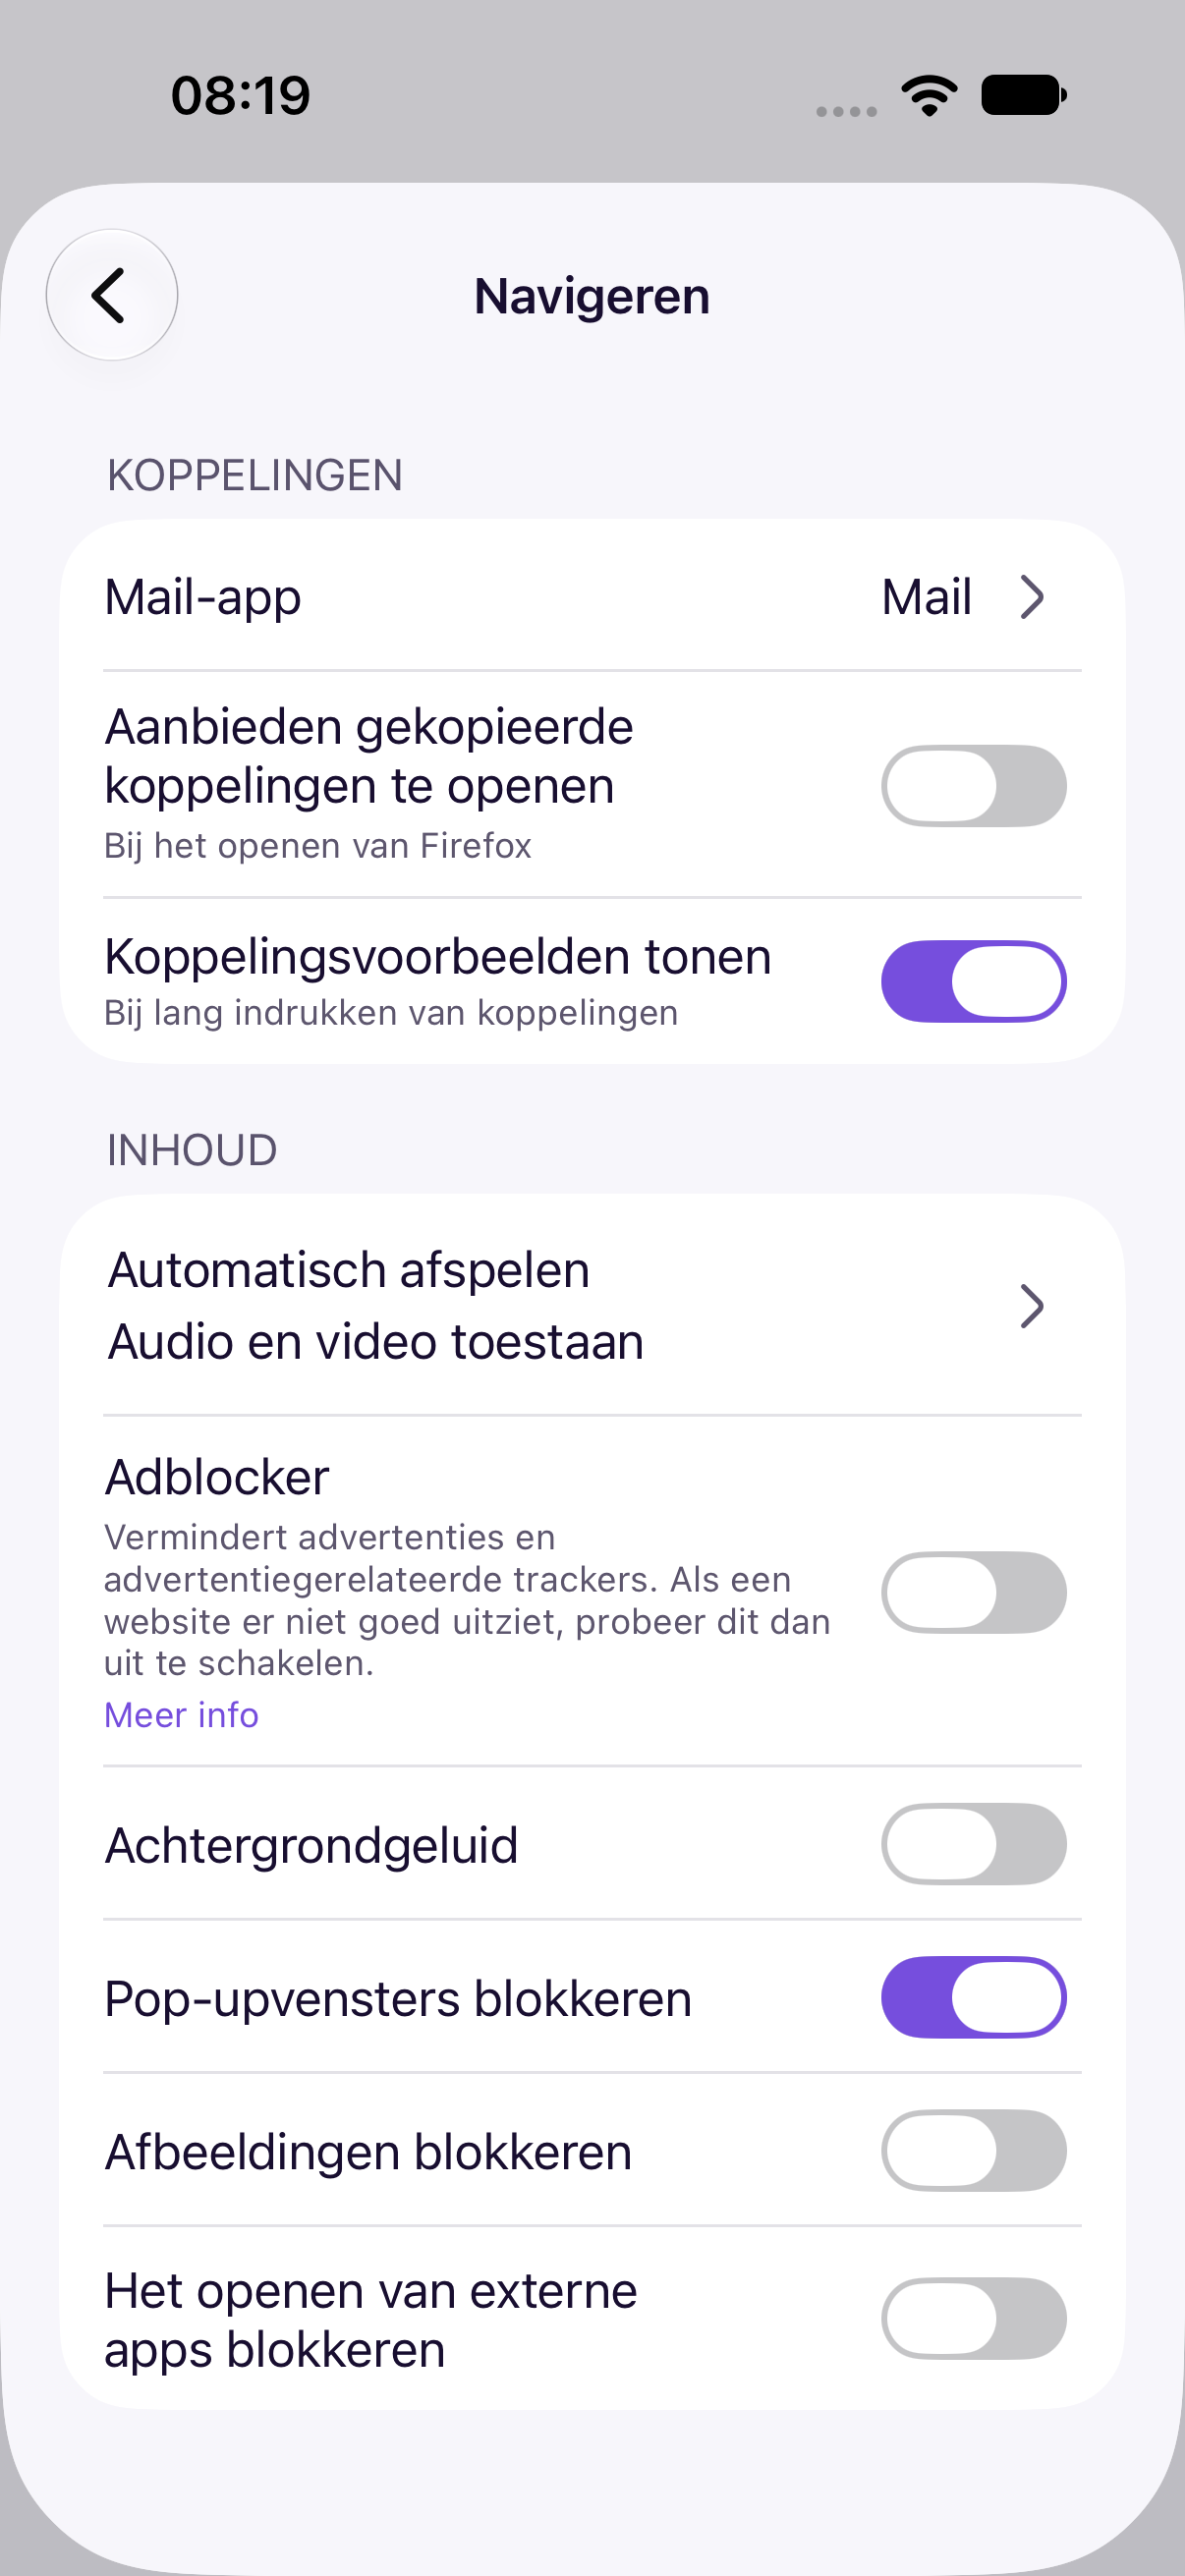 08:19
Navigeren
KOPPELINGEN
Mail-app
Mail
Aanbieden gekopieerde
koppelingen te openen
Bij het openen van Firefox
Koppelingsvoorbeelden tonen
Bij lang indrukken van koppelingen
INHOUD
Automatisch afspelen
Audio en video toestaan
Adblocker
Vermindert advertenties en
advertentiegerelateerde trackers. Als een
website er niet goed uitziet, probeer dit dan
uit te schakelen.
Meer info
Achtergrondgeluid
Pop-upvensters blokkeren
Afbeeldingen blokkeren
Het openen van externe
apps blokkeren